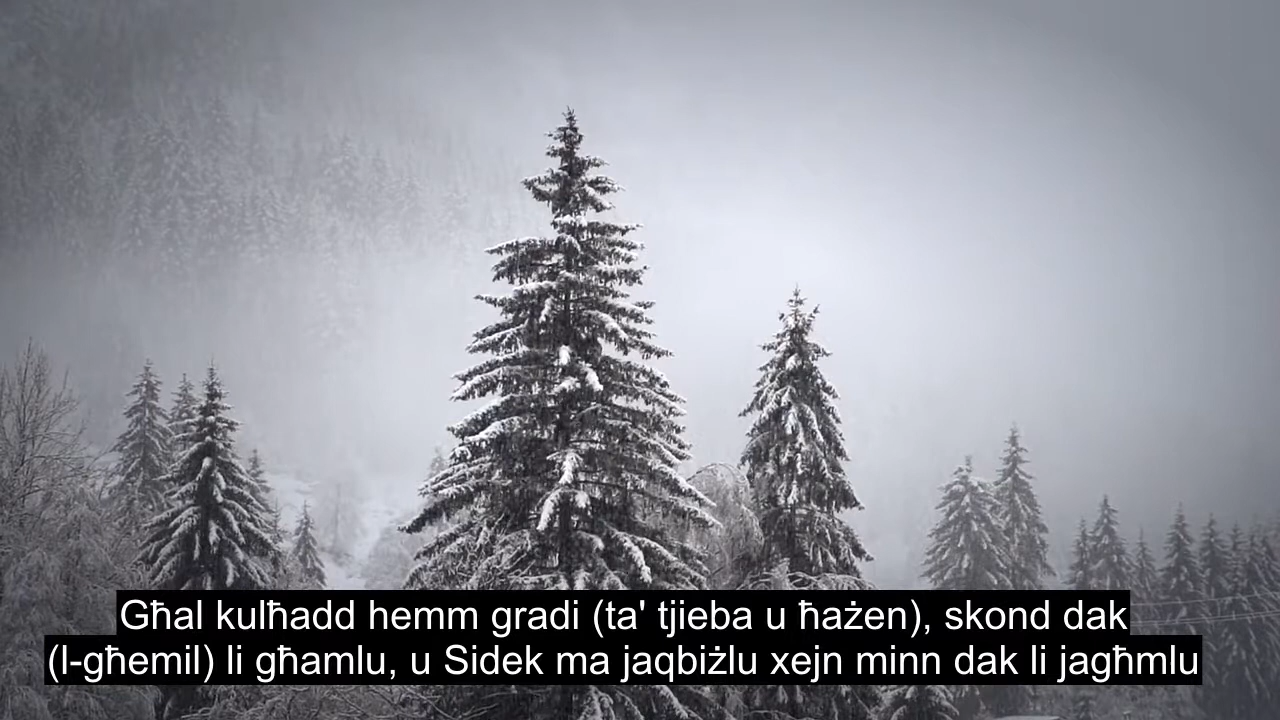 Għal kulħadd hemm gradi (ta' tjieba u ħażen), skond dak
(l-għemil) li għamlu, u Sidek ma jaqbiżlu xejn minn dak li jagħmlu